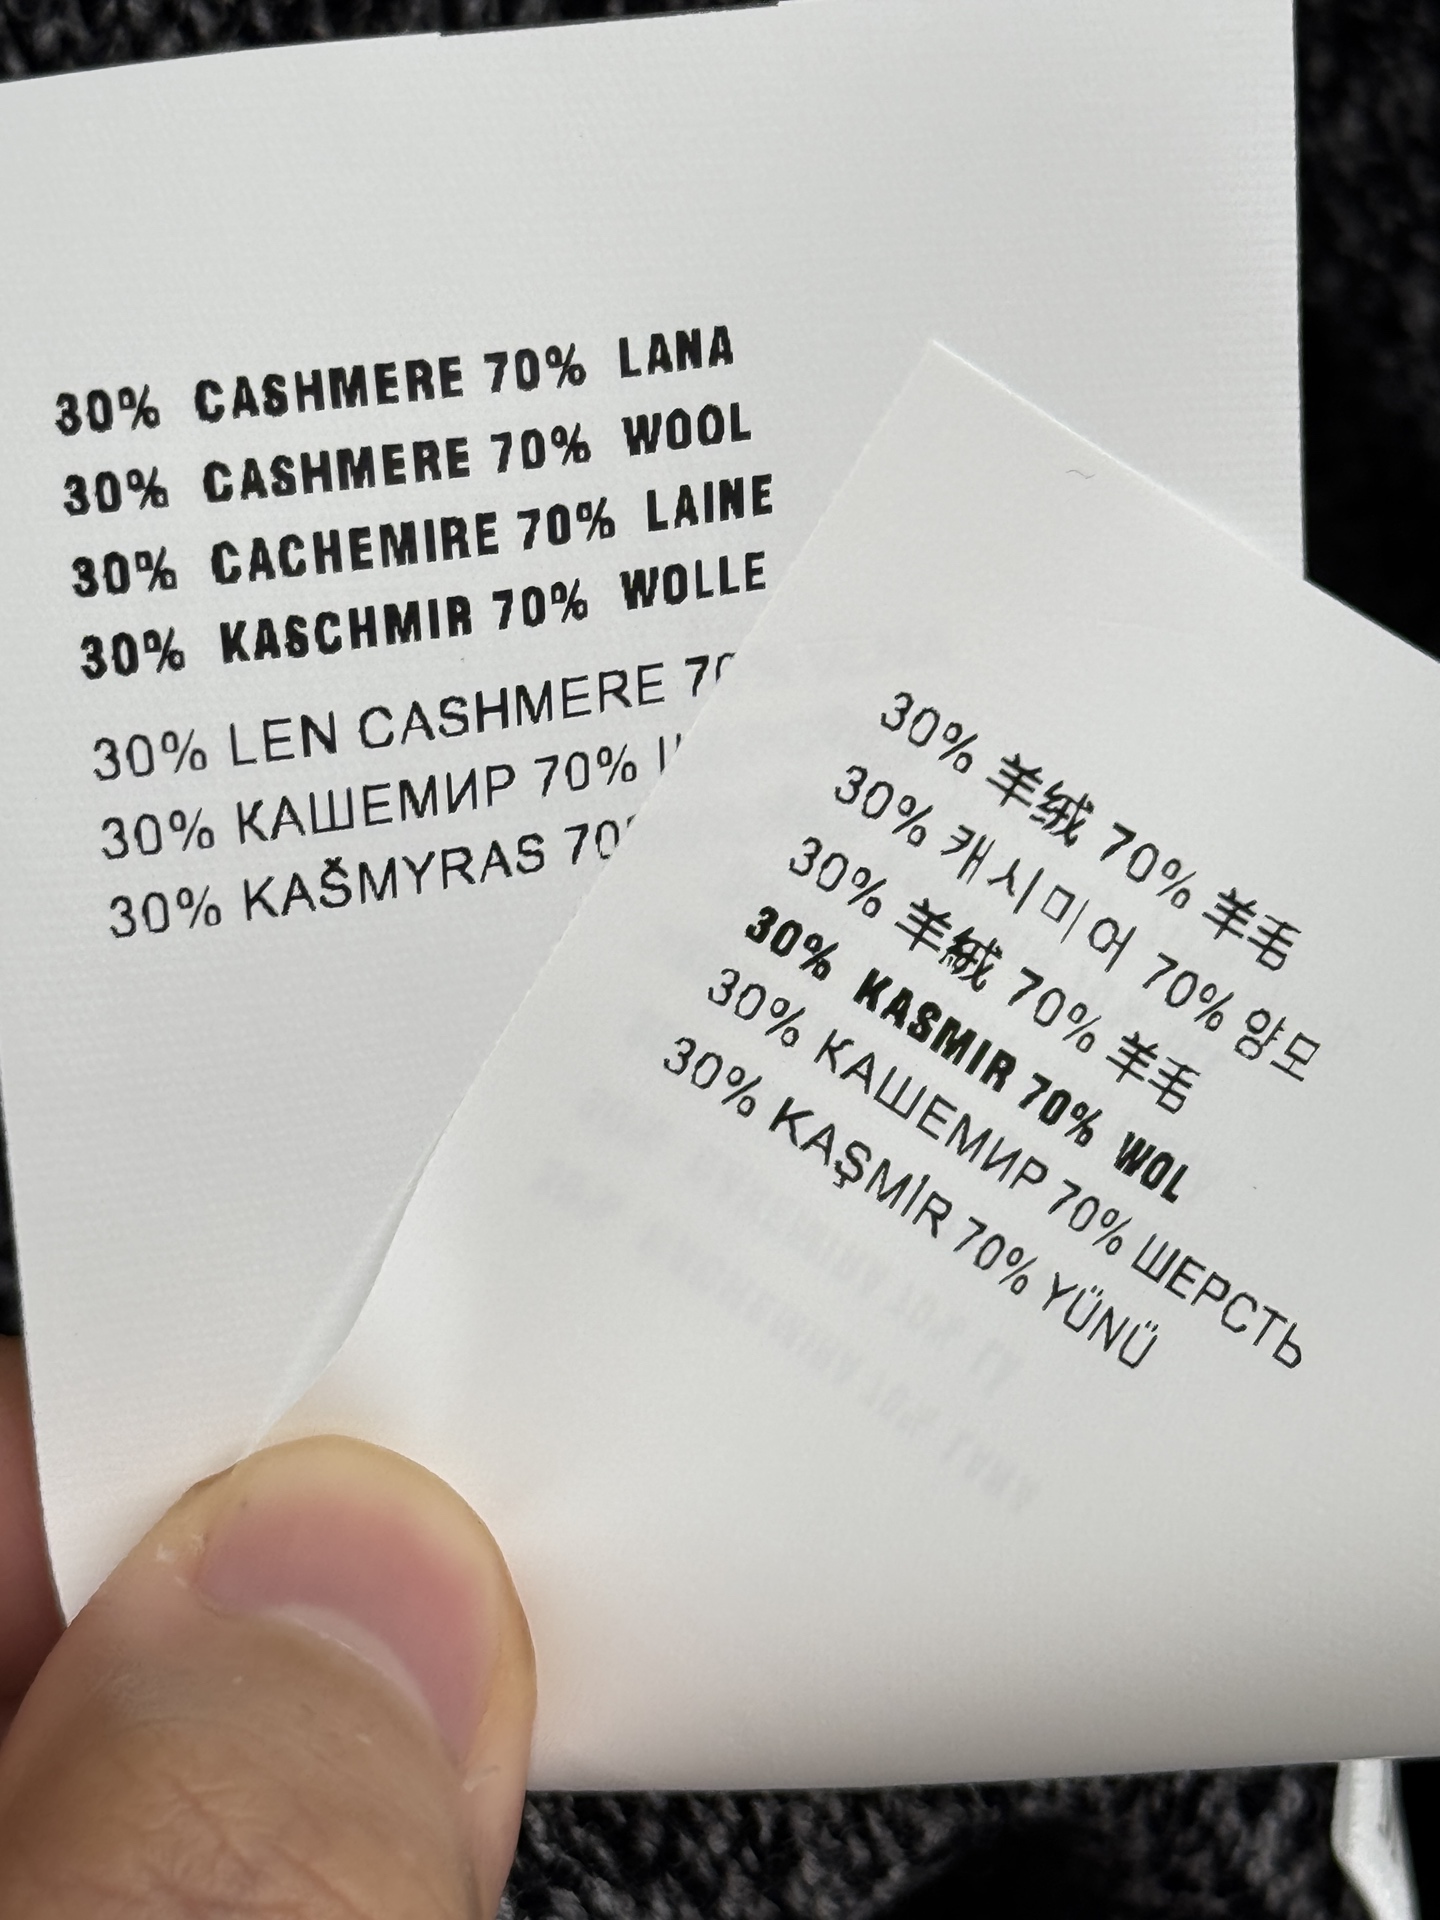 30% CASHMERE 70% LANA
30% CASHMERE 70% WOOL
30% CACHEMIRE 70% LAINE
30% KASCHMIR 70% WOLLE
30% LEN CASHMERE
30% КАШЕМИР 70%
30% KAŠMYRAS
30% 羊绒 70% 羊毛
30% 캐시미어 70% 양모
30% 羊絨 70% 羊毛
30% KASMIR 70% WOL
30% КАШЕМИР 70% ШЕРСТЬ
30% KAŞMİR 70% YÜNÜ